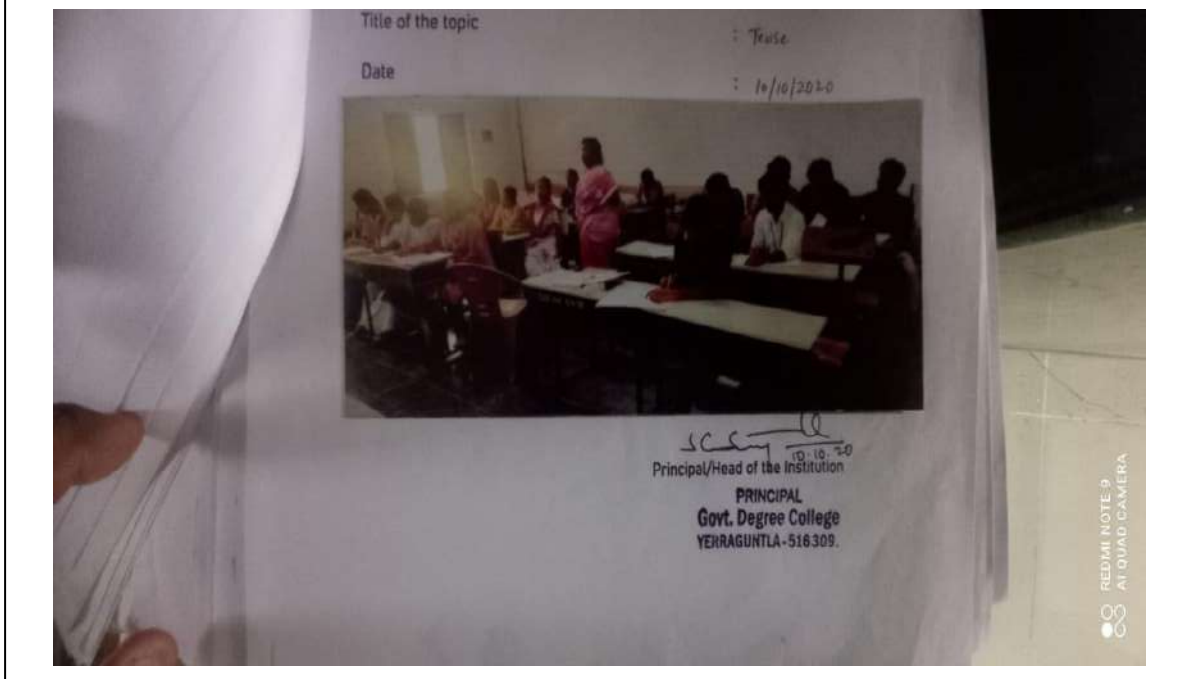 Title of the topic : Tense
Date : 10/10/2020
10.10.20
Principal/Head of the Institution
PRINCIPAL
Govt. Degree College
YERRAGUNTLA-516309.
REDMI NOTE 9
AI QUAD CAMERA